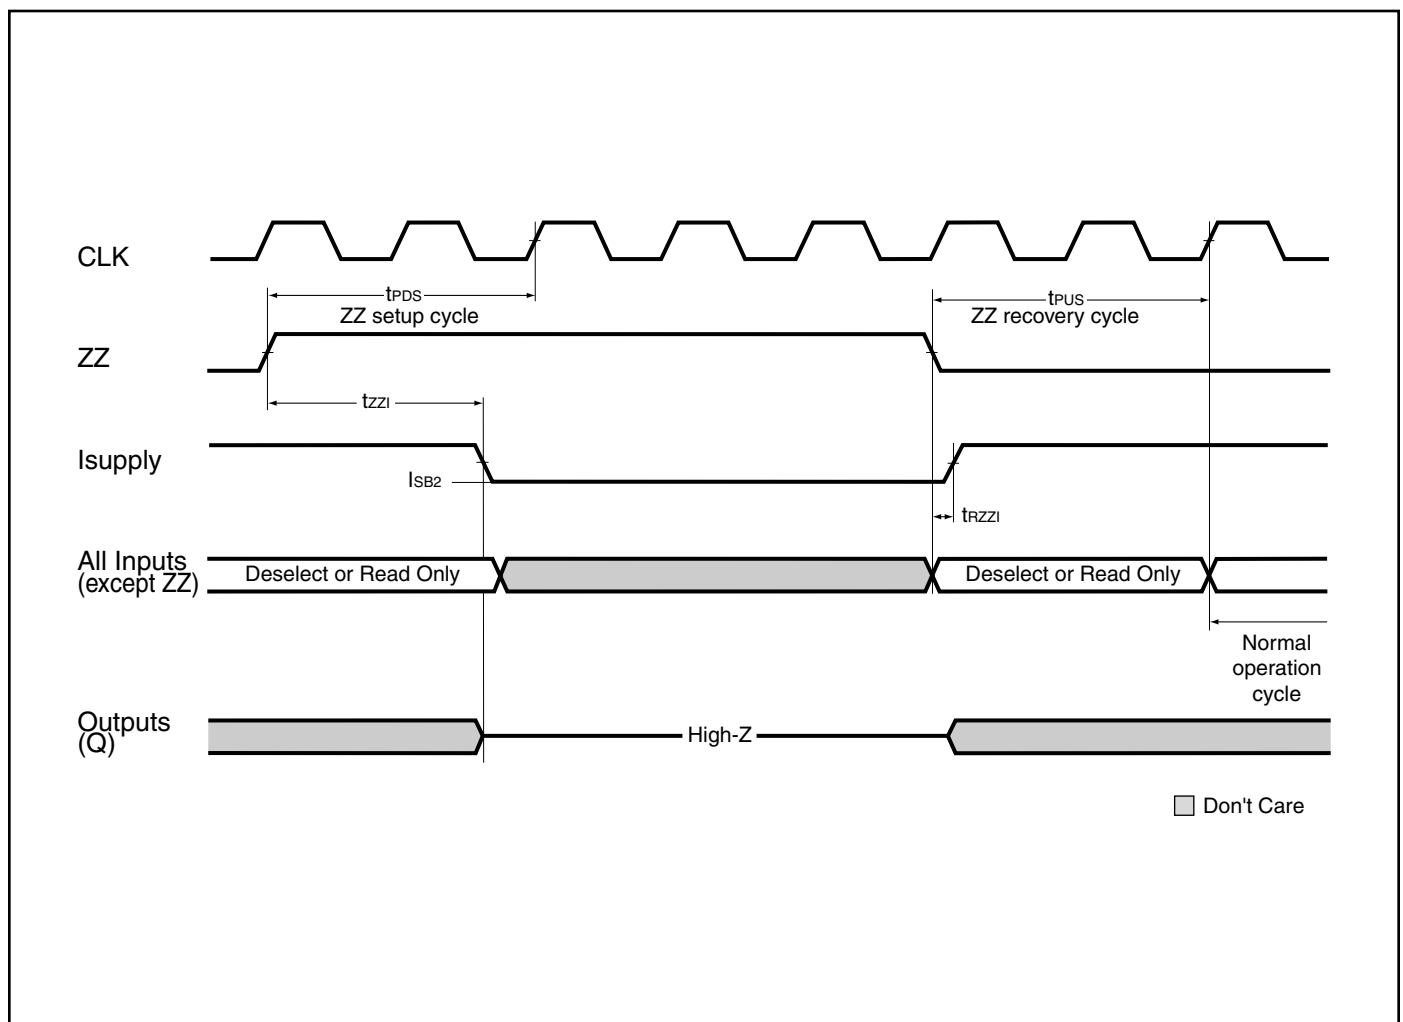 CLK
tPDS
ZZ setup cycle
tPUS
ZZ recovery cycle
ZZ
tZZI
Isupply
ISB2
tRZZI
All Inputs
(except ZZ)
Deselect or Read Only
Deselect or Read Only
Normal
operation
cycle
Outputs
(Q)
High-Z
Don't Care